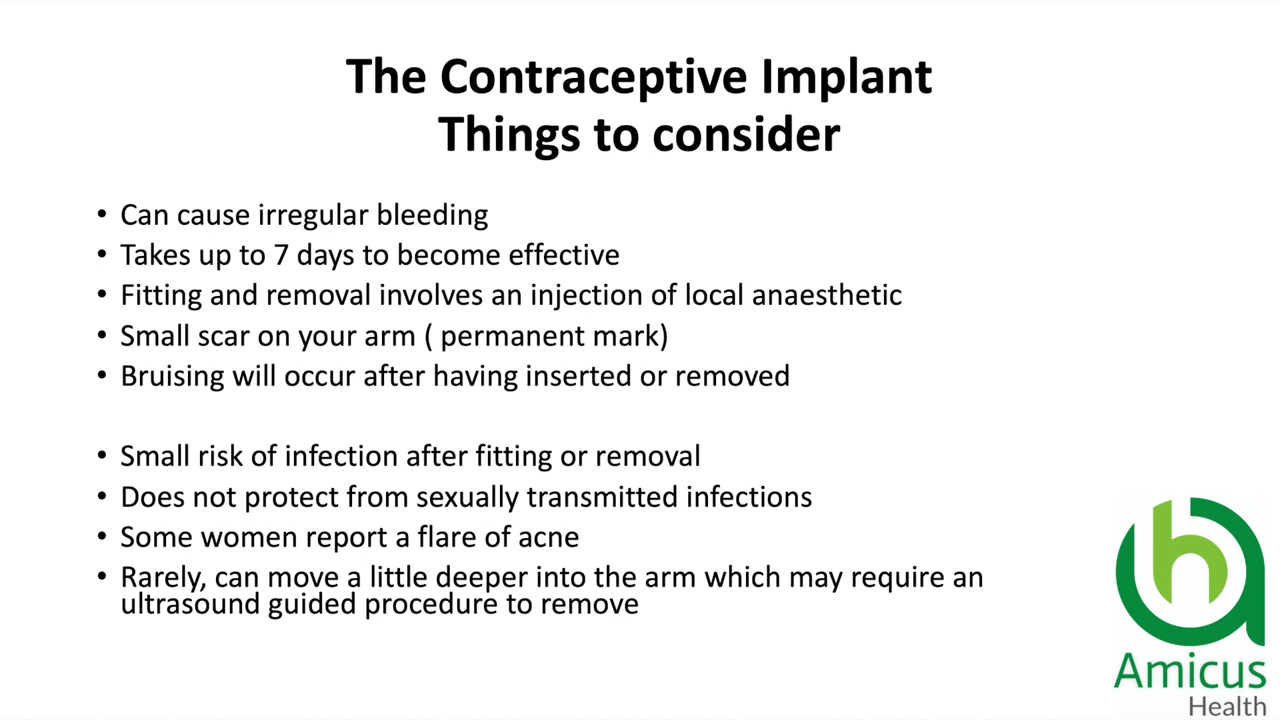 The Contraceptive Implant
Things to consider
• Can cause irregular bleeding
• Takes up to 7 days to become effective
• Fitting and removal involves an injection of local anaesthetic
• Small scar on your arm ( permanent mark)
• Bruising will occur after having inserted or removed
• Small risk of infection after fitting or removal
• Does not protect from sexually transmitted infections
• Some women report a flare of acne
• Rarely, can move a little deeper into the arm which may require an
ultrasound guided procedure to remove
Amicus
Health